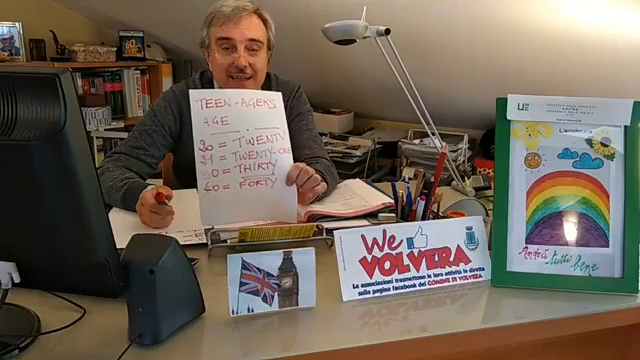 TEEN-AGERS
AGE
20 = TWENTY
21 = TWENTY-ONE
30 = THIRTY
40 = FORTY
We
VOLVERA
Le associazioni trasmettono le loro attività in diretta
sulla pagina facebook del COMUNE DI VOLVERA
L'arcobaleno
Andrà tutto bene